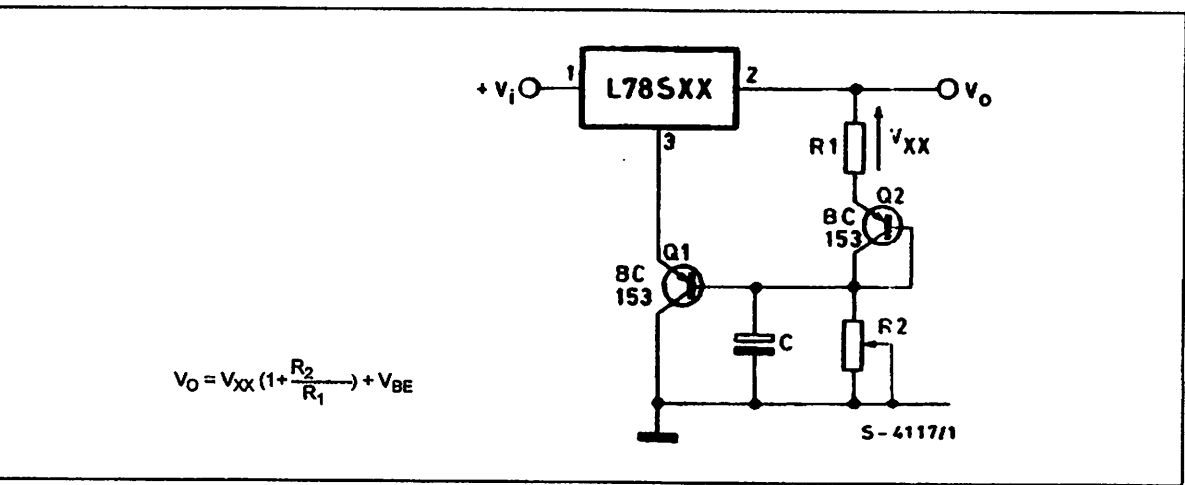 + Vi
1
L78SXX
2
Vo
3
R1
VXX
Q2
BC
153
Q1
BC
153
C
R2
VO = VXX (1+ R2/R1) + VBE
S-4117/1